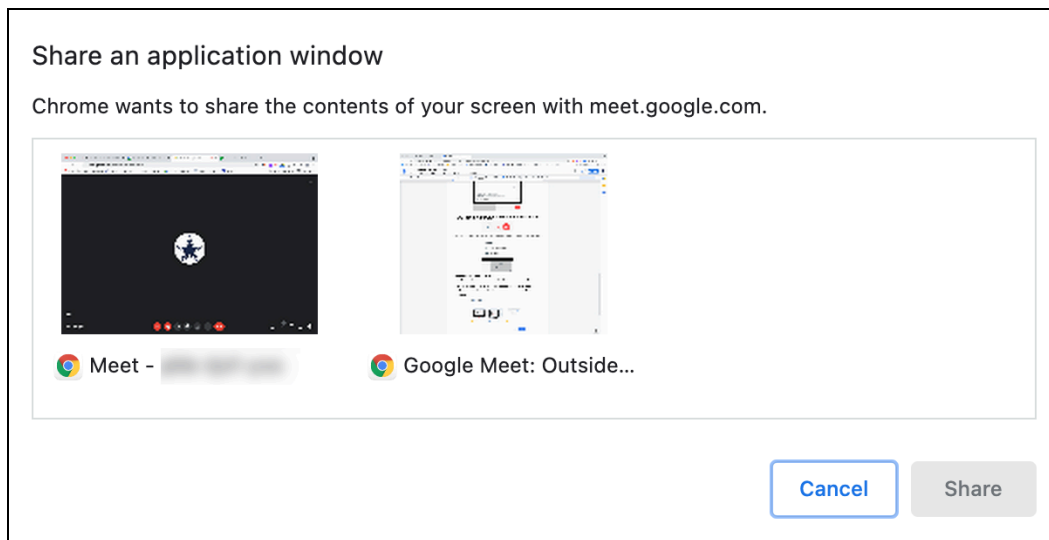 Share an application window
Chrome wants to share the contents of your screen with meet.google.com.
Meet -
Google Meet: Outside...
Cancel
Share